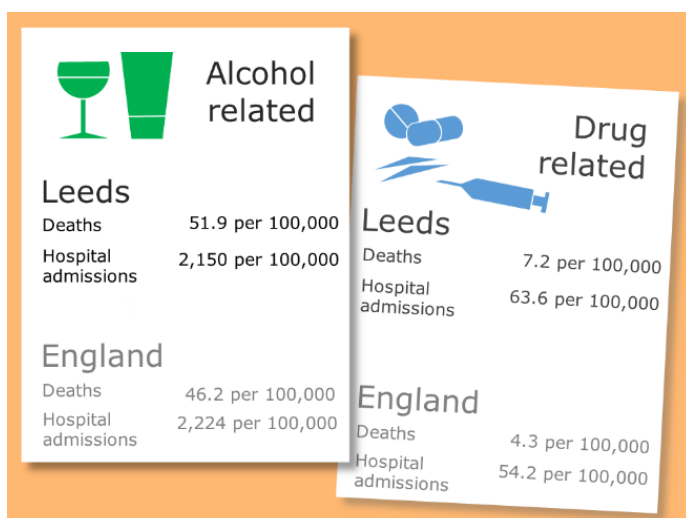 Alcohol
related
Leeds
Deaths 51.9 per 100,000
Hospital
admissions 2,150 per 100,000
England
Deaths 46.2 per 100,000
Hospital
admissions 2,224 per 100,000
Drug
related
Leeds
Deaths 7.2 per 100,000
Hospital
admissions 63.6 per 100,000
England
Deaths 4.3 per 100,000
Hospital
admissions 54.2 per 100,000